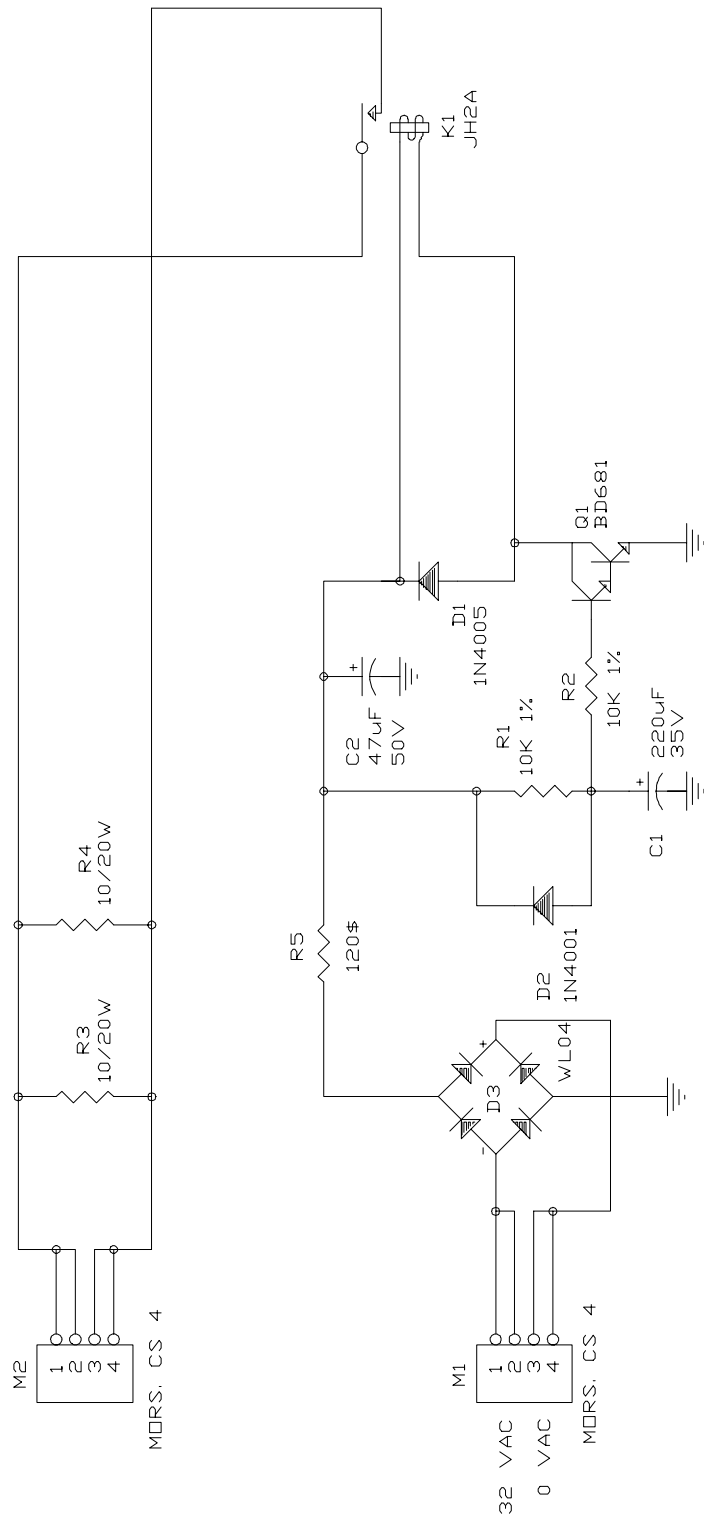 K1
JH2A
Q1
BD681
D1
1N4005
R2
10K 1%
C2
47uF
50V
R1
10K 1%
+
+
220uF
35V
C1
R4
10/20W
R5
120$
D2
1N4001
R3
10/20W
D3
+
-
WL04
M2
1
2
3
4
MORS. CS 4
M1
1
2
3
4
MORS. CS 4
32 VAC
0 VAC